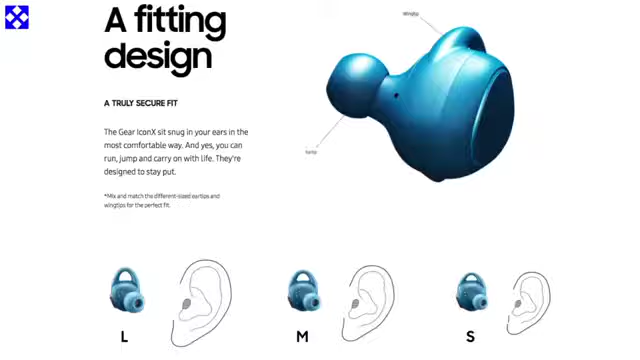 A fitting
design
Wingtip
A TRULY SECURE FIT
The Gear IconX sit snug in your ears in the
most comfortable way. And yes, you can
run, jump and carry on with life. They're
designed to stay put.
*Mix and match the different-sized eartips and
wingtips for the perfect fit.
L
M
S